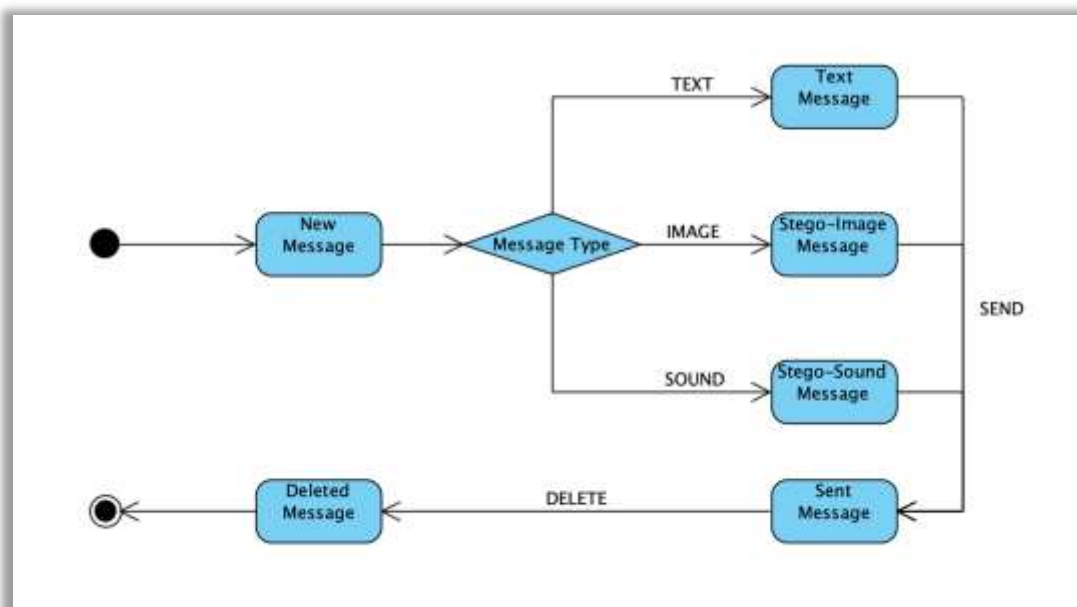 TEXT
Text
Message
New
Message
Message Type
IMAGE
Stego-Image
Message
SEND
SOUND
Stego-Sound
Message
Deleted
Message
DELETE
Sent
Message